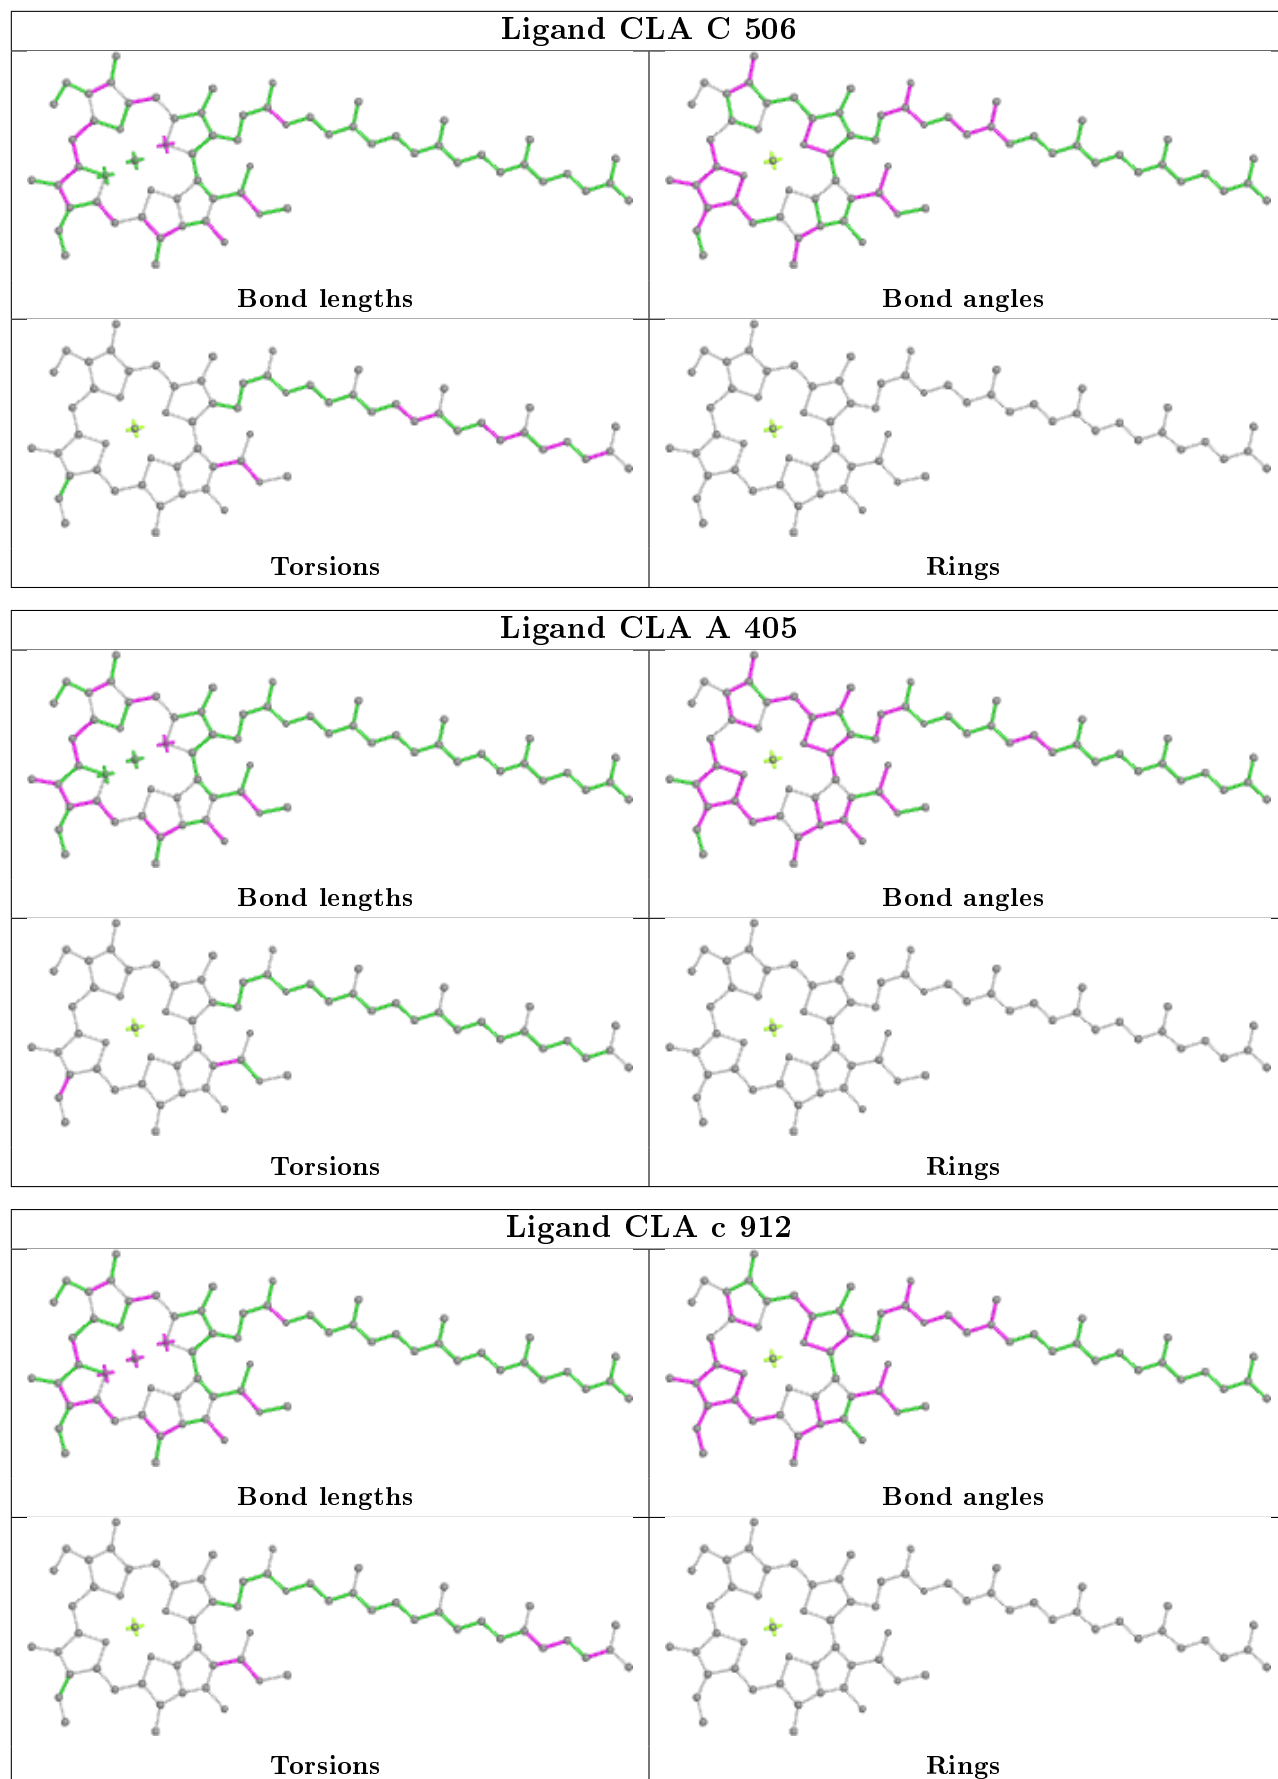 Ligand CLA C 506
Bond lengths
Bond angles
Torsions
Rings
Ligand CLA A 405
Bond lengths
Bond angles
Torsions
Rings
Ligand CLA c 912
Bond lengths
Bond angles
Torsions
Rings